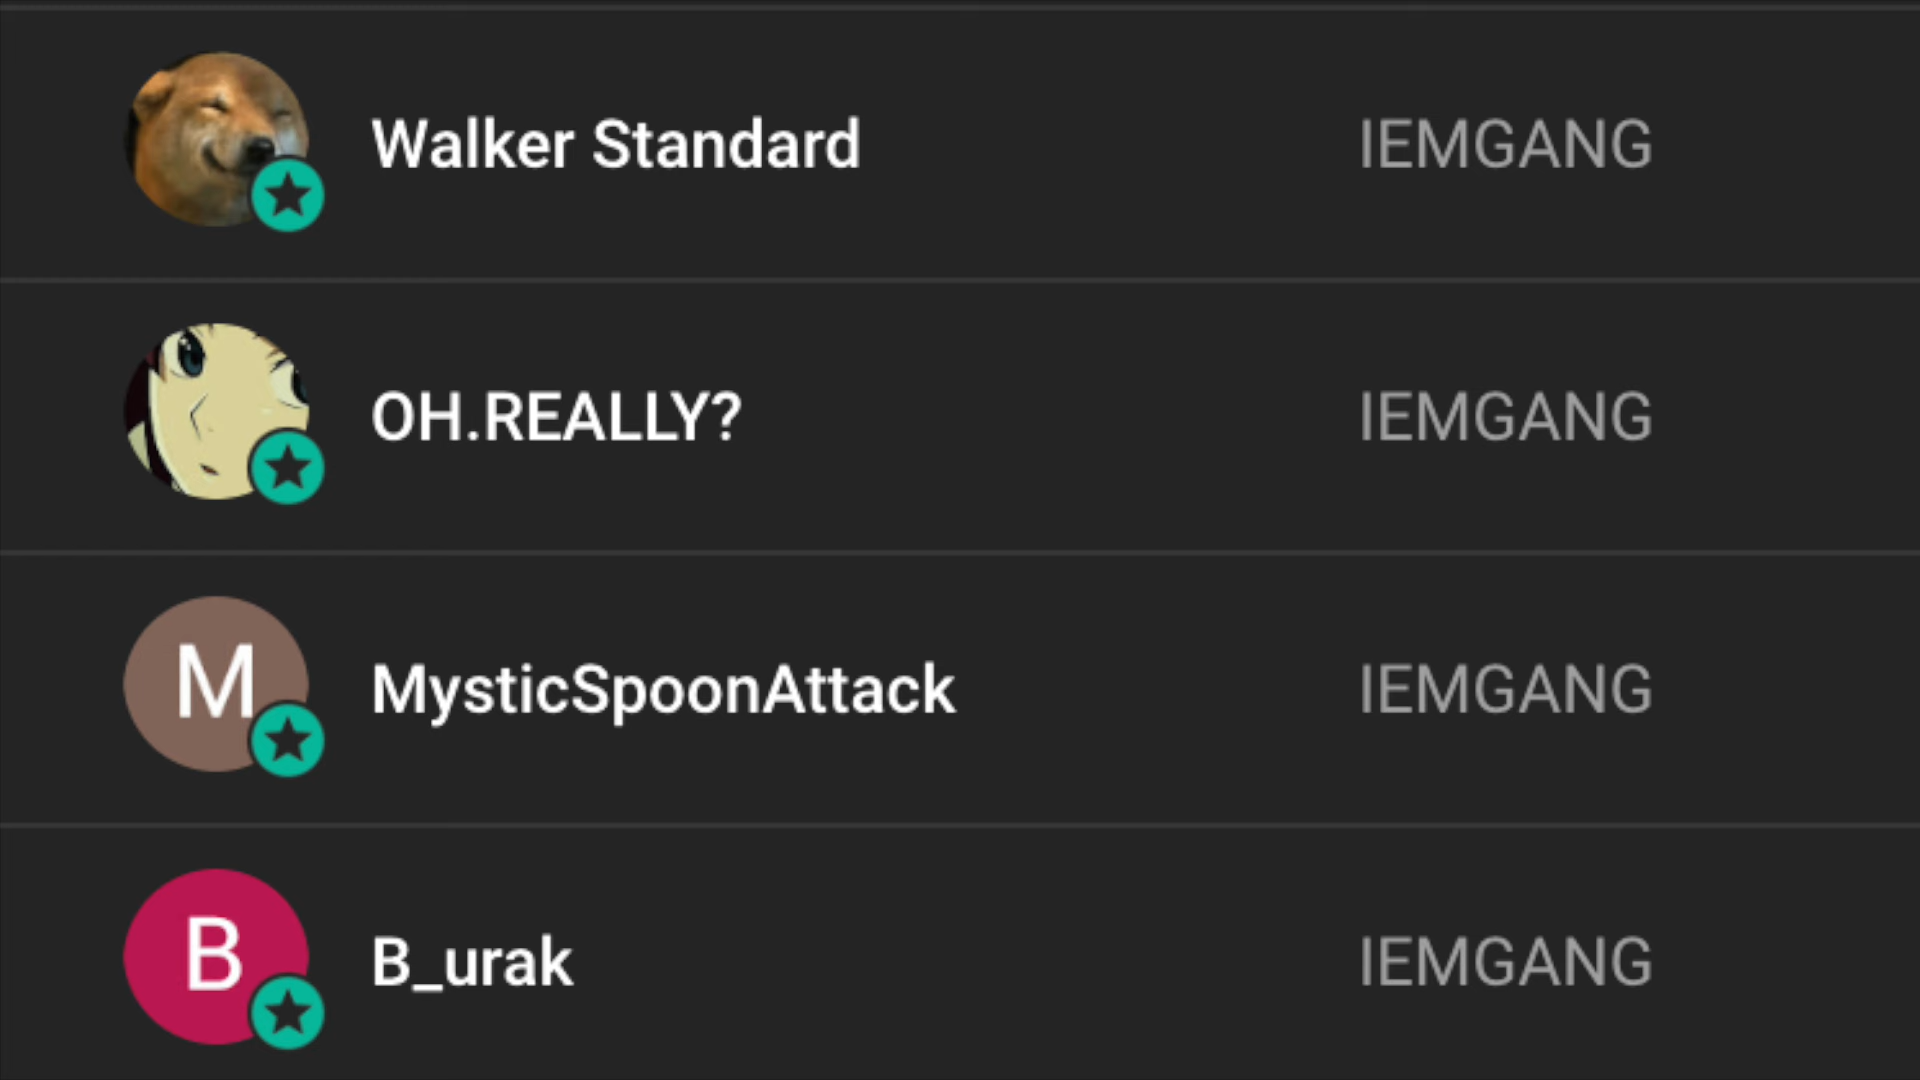 Walker Standard IEMGANG
OH.REALLY? IEMGANG
M MysticSpoonAttack IEMGANG
B B_urak IEMGANG